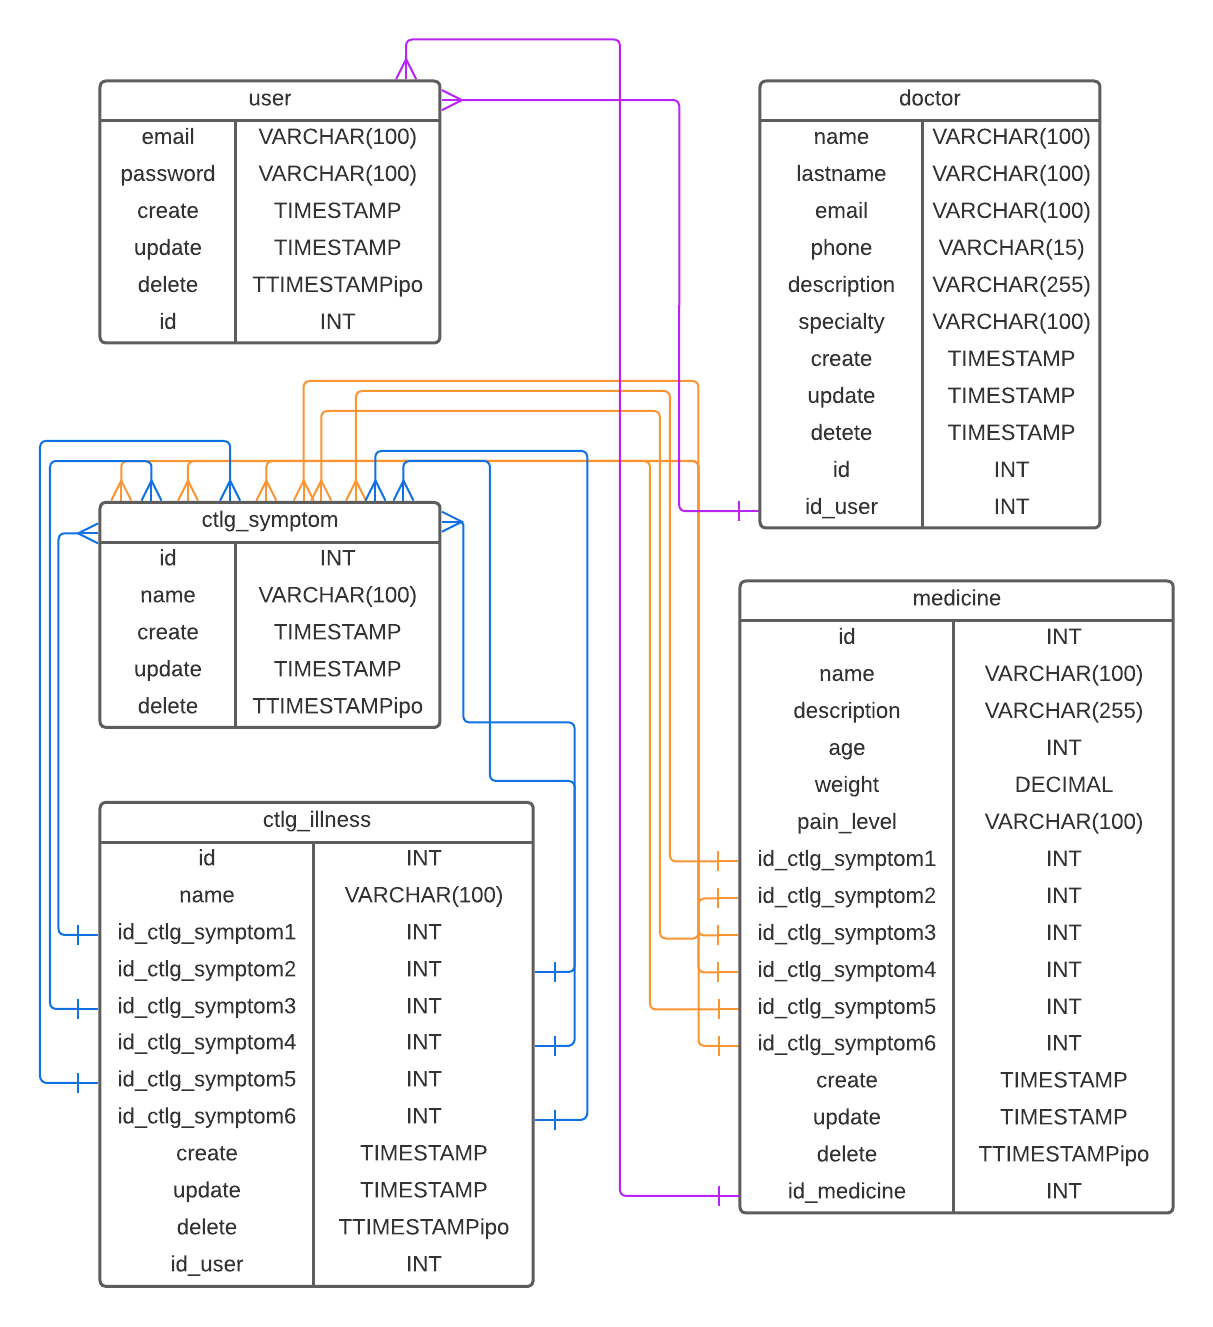 user
email VARCHAR(100)
password VARCHAR(100)
create TIMESTAMP
update TIMESTAMP
delete TTIMESTAMPipo
id INT
doctor
name VARCHAR(100)
lastname VARCHAR(100)
email VARCHAR(100)
phone VARCHAR(15)
description VARCHAR(255)
specialty VARCHAR(100)
create TIMESTAMP
update TIMESTAMP
detete TIMESTAMP
id INT
id_user INT
ctlg_symptom
id INT
name VARCHAR(100)
create TIMESTAMP
update TIMESTAMP
delete TTIMESTAMPipo
medicine
id INT
name VARCHAR(100)
description VARCHAR(255)
age INT
weight DECIMAL
pain_level VARCHAR(100)
id_ctlg_symptom1 INT
id_ctlg_symptom2 INT
id_ctlg_symptom3 INT
id_ctlg_symptom4 INT
id_ctlg_symptom5 INT
id_ctlg_symptom6 INT
create TIMESTAMP
update TIMESTAMP
delete TTIMESTAMPipo
id_medicine INT
ctlg_illness
id INT
name VARCHAR(100)
id_ctlg_symptom1 INT
id_ctlg_symptom2 INT
id_ctlg_symptom3 INT
id_ctlg_symptom4 INT
id_ctlg_symptom5 INT
id_ctlg_symptom6 INT
create TIMESTAMP
update TIMESTAMP
delete TTIMESTAMPipo
id_user INT